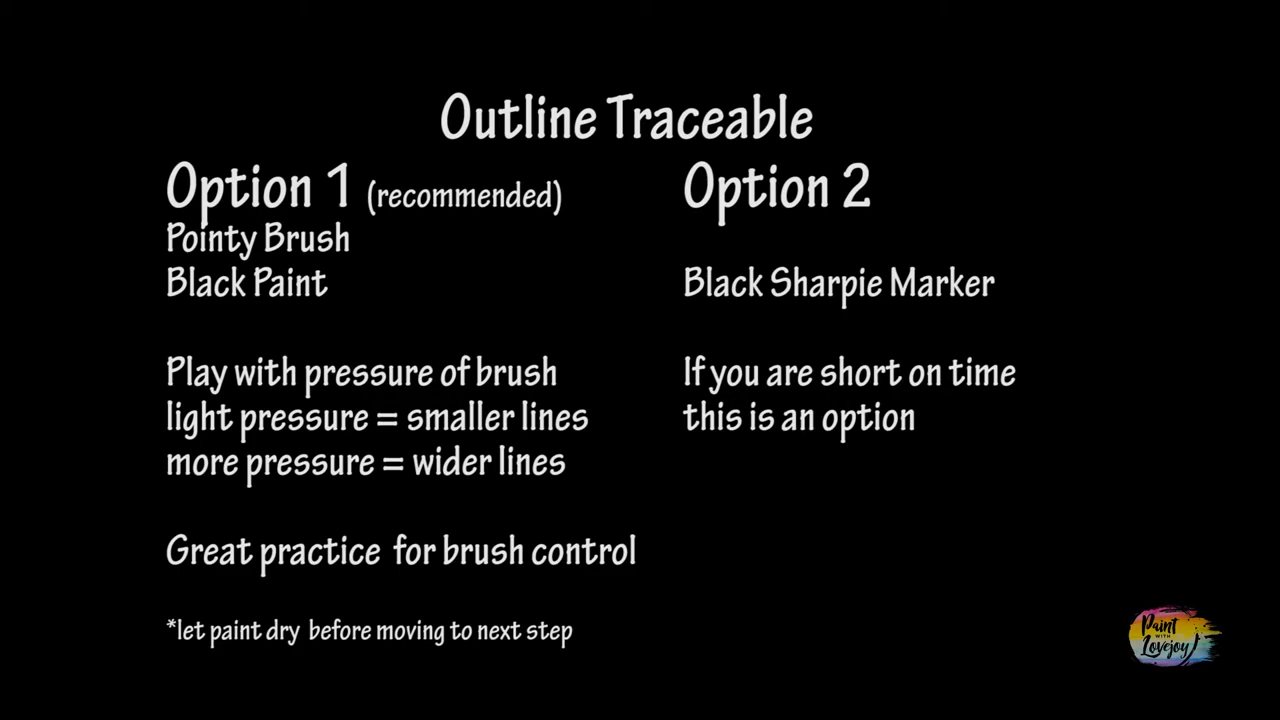 Outline Traceable
Option 1 (recommended)
Pointy Brush
Black Paint
Play with pressure of brush
light pressure = smaller lines
more pressure = wider lines
Great practice for brush control
*let paint dry before moving to next step
Option 2
Black Sharpie Marker
If you are short on time
this is an option
Paint
WITH
Lovejoy